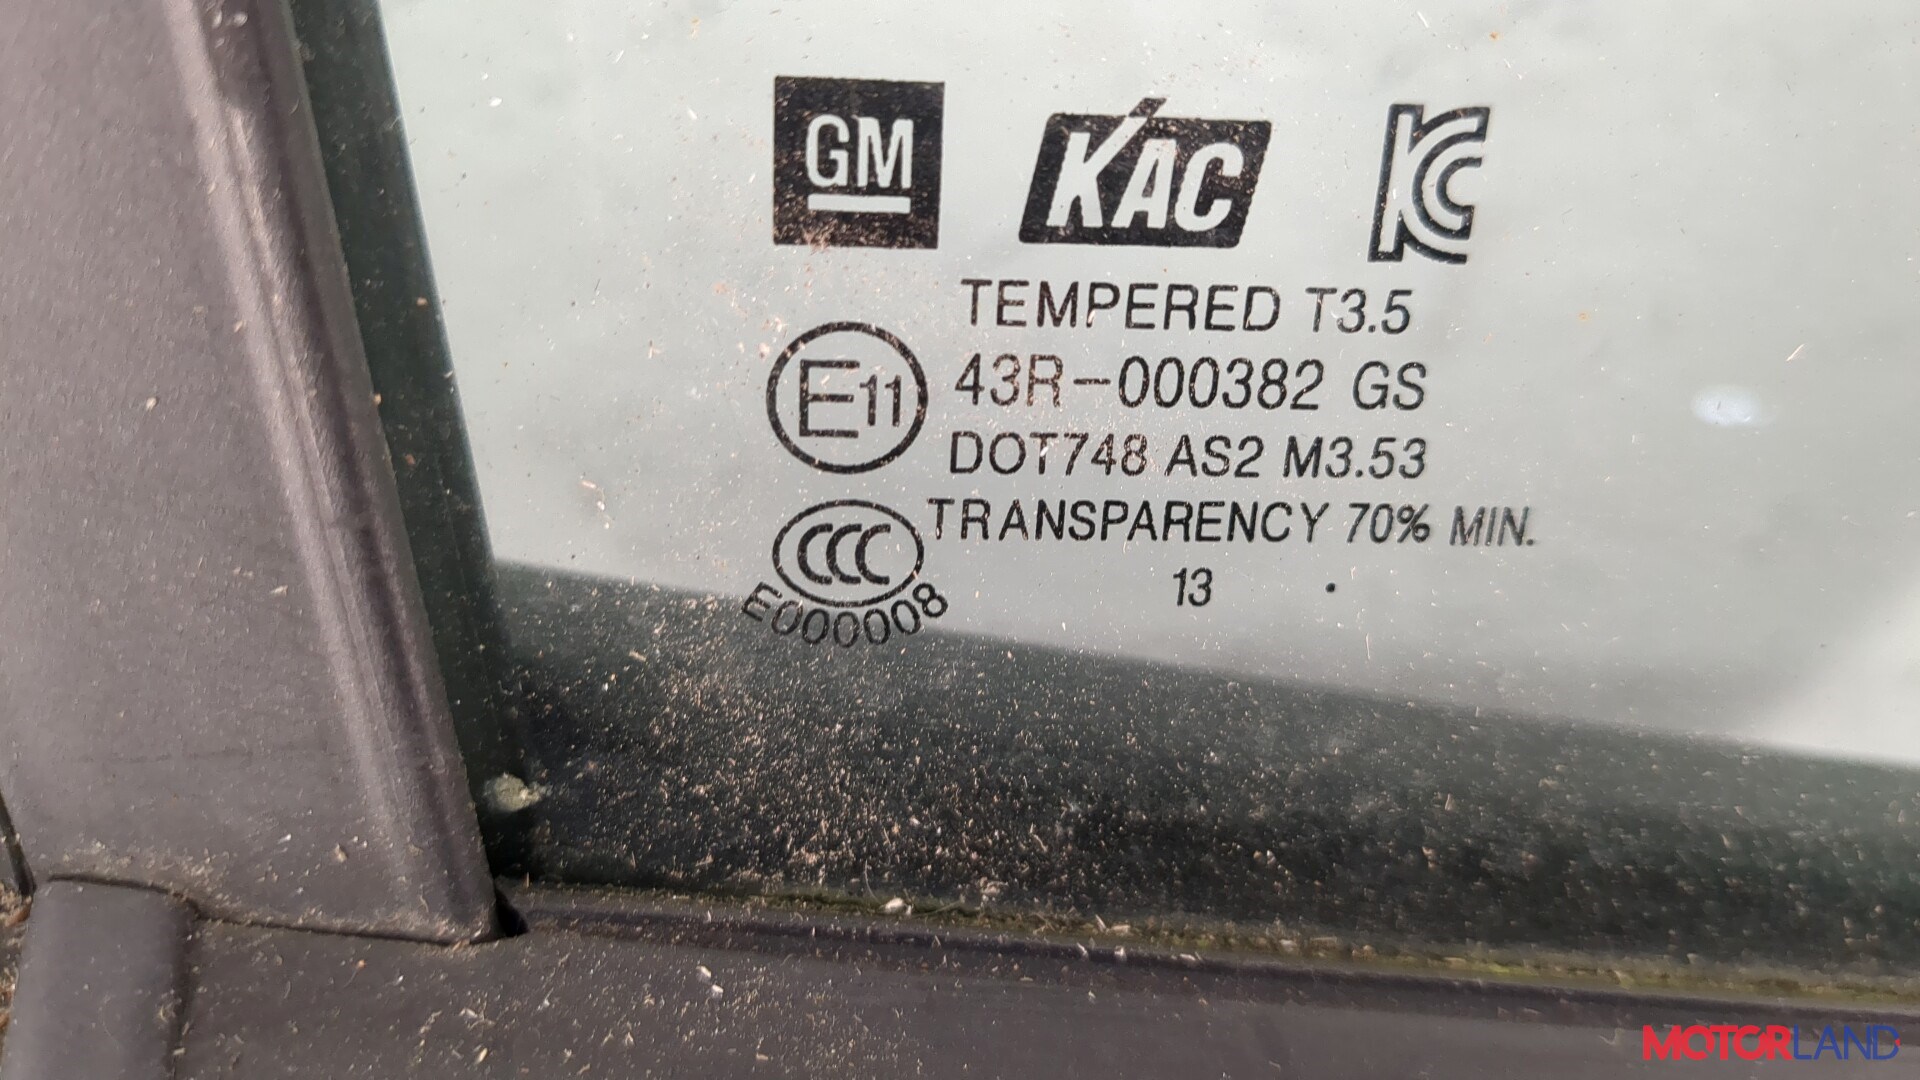 GM KAC KC
TEMPERED T3.5
E11 43R-000382 GS
DOT748 AS2 M3.53
CCC TRANSPARENCY 70% MIN.
E000008
13 .
MOTORLAND